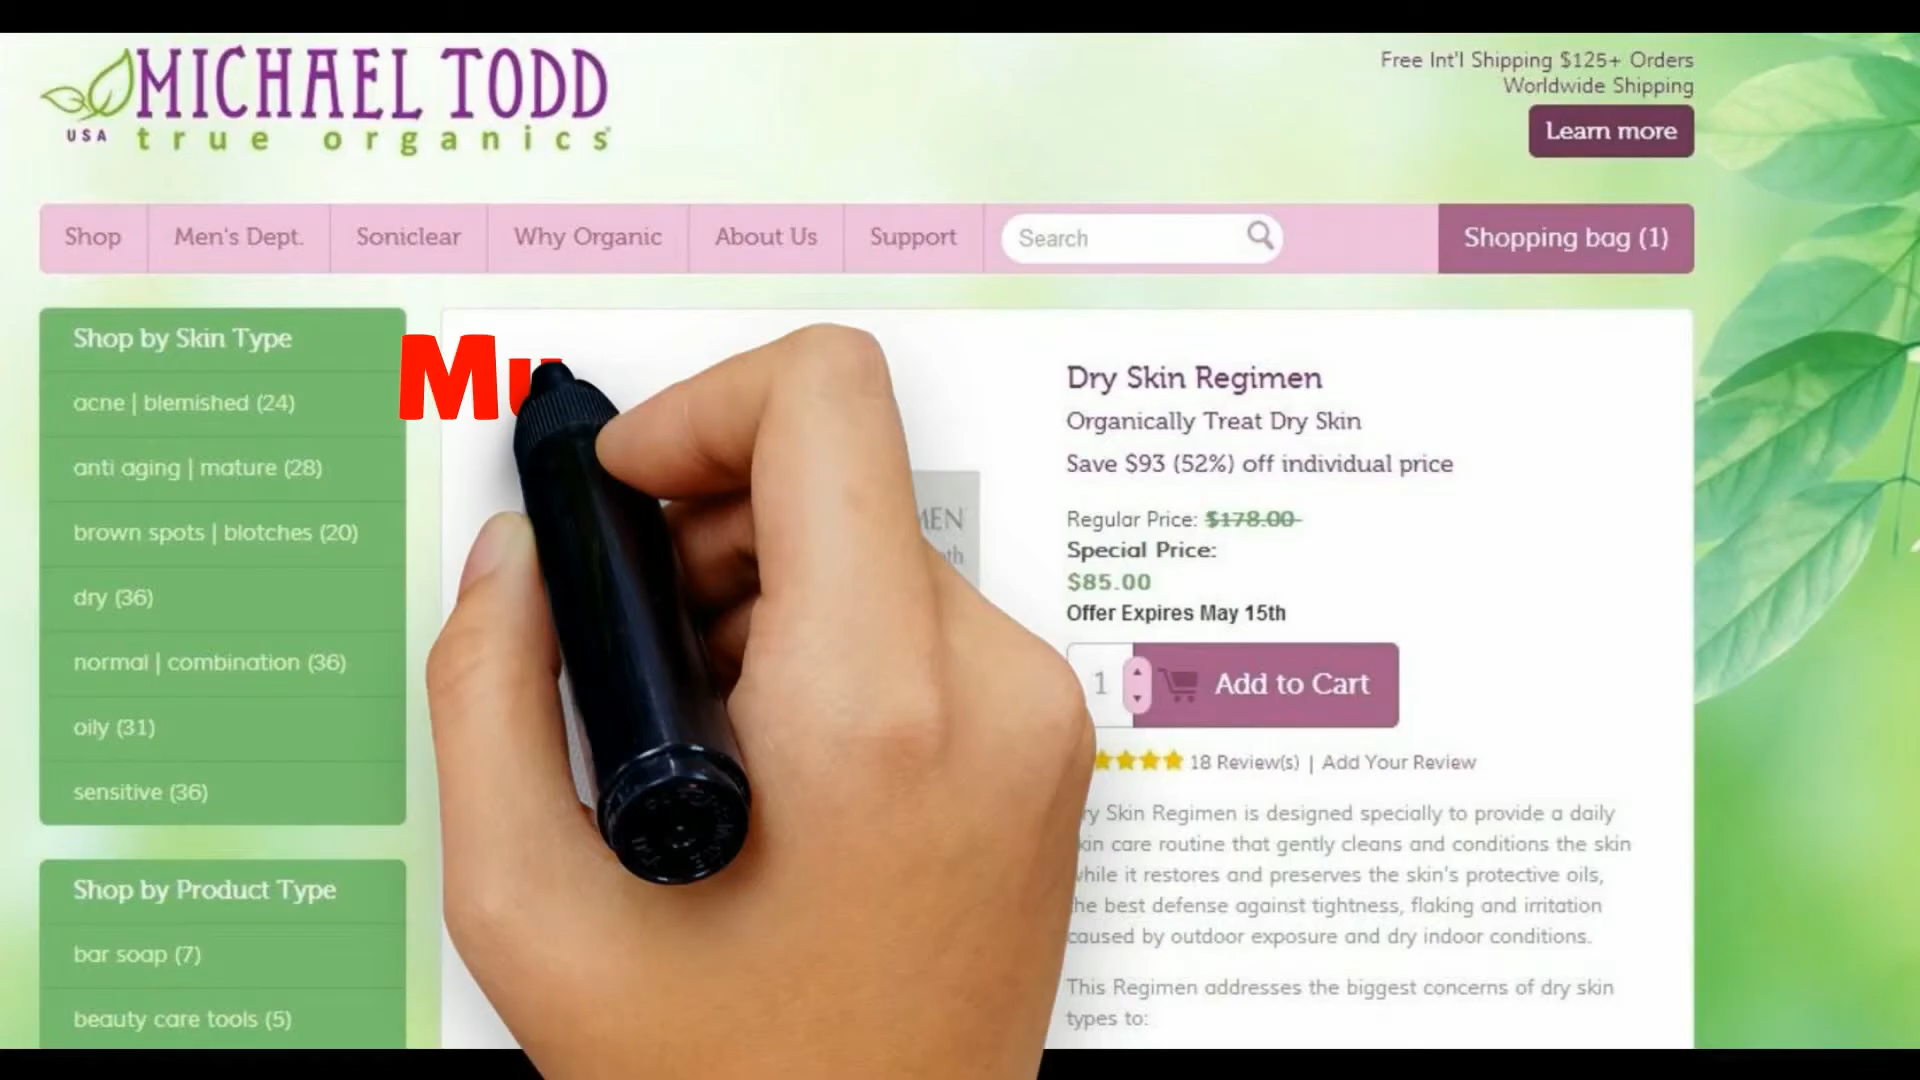 MICHAEL TODD
USA
true organics
Free Int'l Shipping $125+ Orders
Worldwide Shipping
Learn more
Shop
Men's Dept.
Soniclear
Why Organic
About Us
Support
Search
Shopping bag (1)
Shop by Skin Type
acne | blemished (24)
anti aging | mature (28)
brown spots | blotches (20)
dry (36)
normal | combination (36)
oily (31)
sensitive (36)
Shop by Product Type
bar soap (7)
beauty care tools (5)
Mu
Dry Skin Regimen
Organically Treat Dry Skin
Save $93 (52%) off individual price
Regular Price: $178.00
Special Price:
$85.00
Offer Expires May 15th
1
Add to Cart
18 Review(s) | Add Your Review
ry Skin Regimen is designed specially to provide a daily
kin care routine that gently cleans and conditions the skin
while it restores and preserves the skin's protective oils,
the best defense against tightness, flaking and irritation
caused by outdoor exposure and dry indoor conditions.
This Regimen addresses the biggest concerns of dry skin
types to: